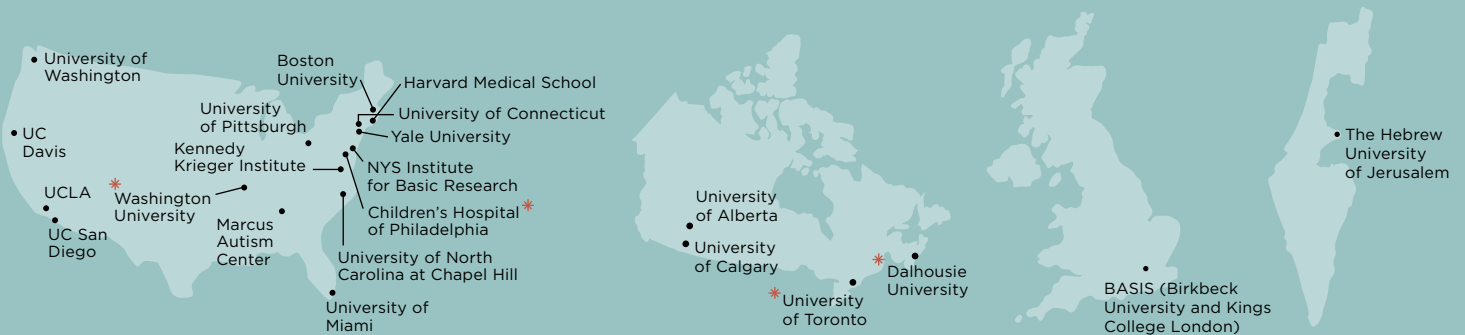 University of
Washington
UC
Davis
UCLA
UC San
Diego
* Washington
University
University
of Pittsburgh
Kennedy
Krieger Institute
Marcus
Autism
Center
Boston
University
Harvard Medical School
University of Connecticut
Yale University
NYS Institute
for Basic Research
Children's Hospital *
of Philadelphia
University of North
Carolina at Chapel Hill
University of
Miami
University
of Alberta
University
of Calgary
* University
of Toronto
* Dalhousie
University
BASIS (Birkbeck
University and Kings
College London)
The Hebrew
University
of Jerusalem